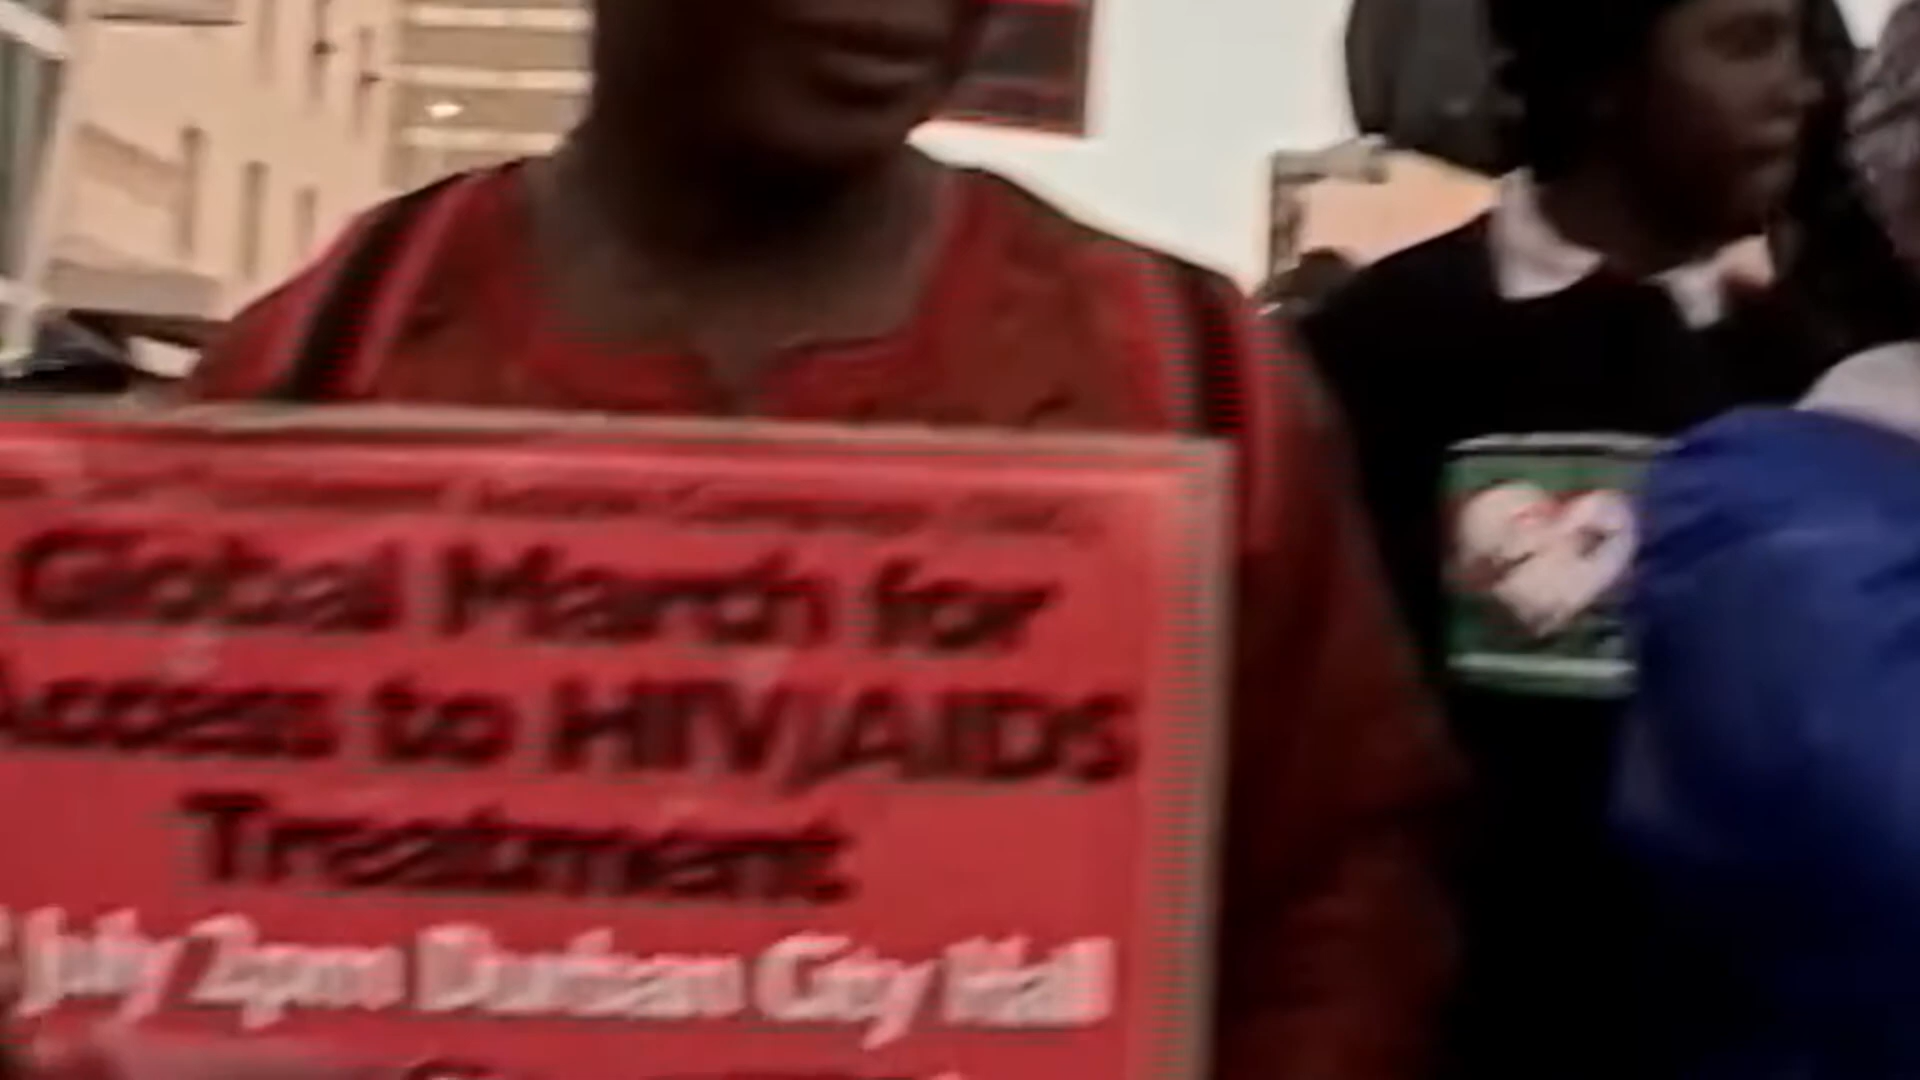 Global March for
Access to HIV/AIDS
Treatment
July 2pm Durban City Hall